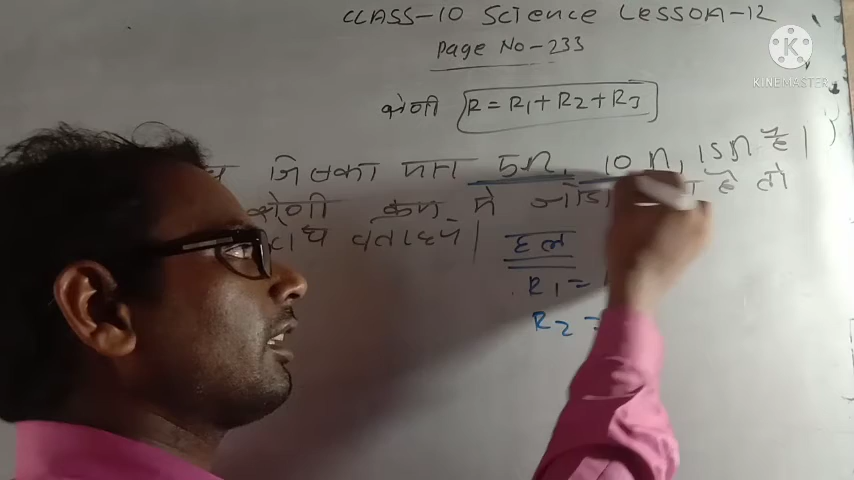 CLASS-10 Science Lesson-12
Page No-233
K
KINEMASTER
श्रेणी R = R1 + R2 + R3
जिसका मान 5Ω, 10Ω, 15Ω है।
श्रेणी क्रम में जोड़ा है तो
बताइये।
हल
R1 =
R2 =